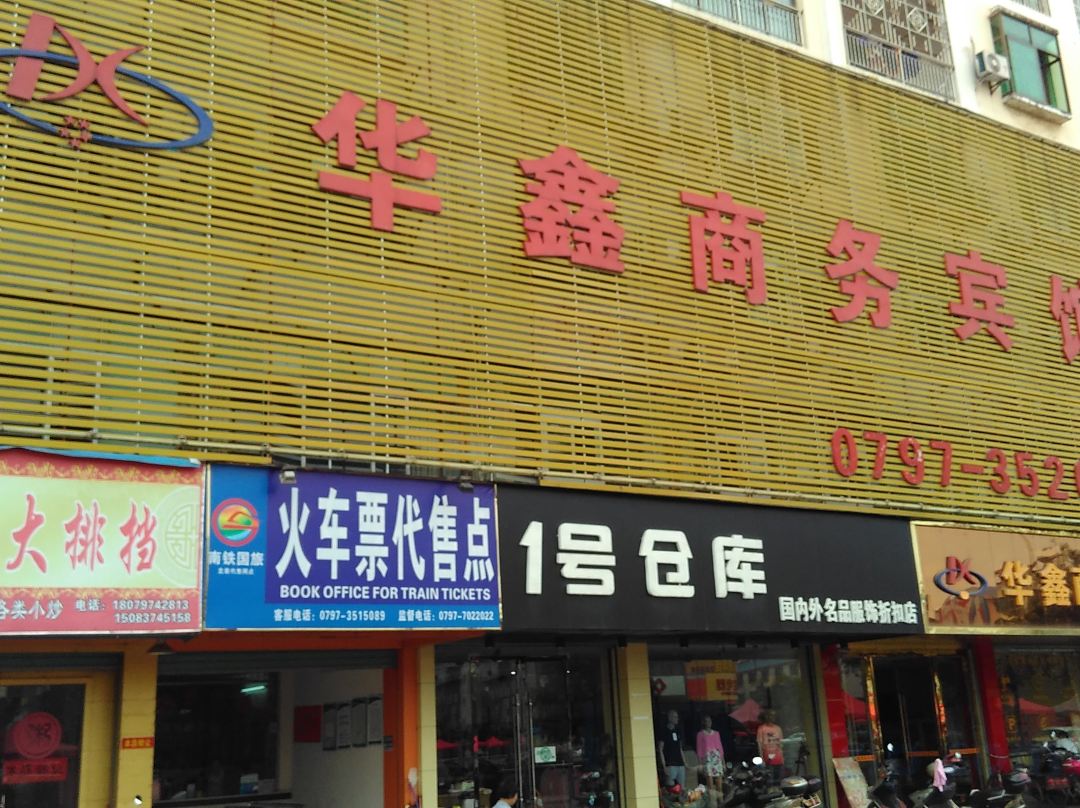 华鑫商务宾馆
0797-3526
大排挡
各类小炒
电话：18079742813
15083745158
南铁国旅
火车票代售点
BOOK OFFICE FOR TRAIN TICKETS
客服电话：0797-3515089 监督电话：0797-7022022
1号仓库
国内外名品服饰折扣店
华鑫商